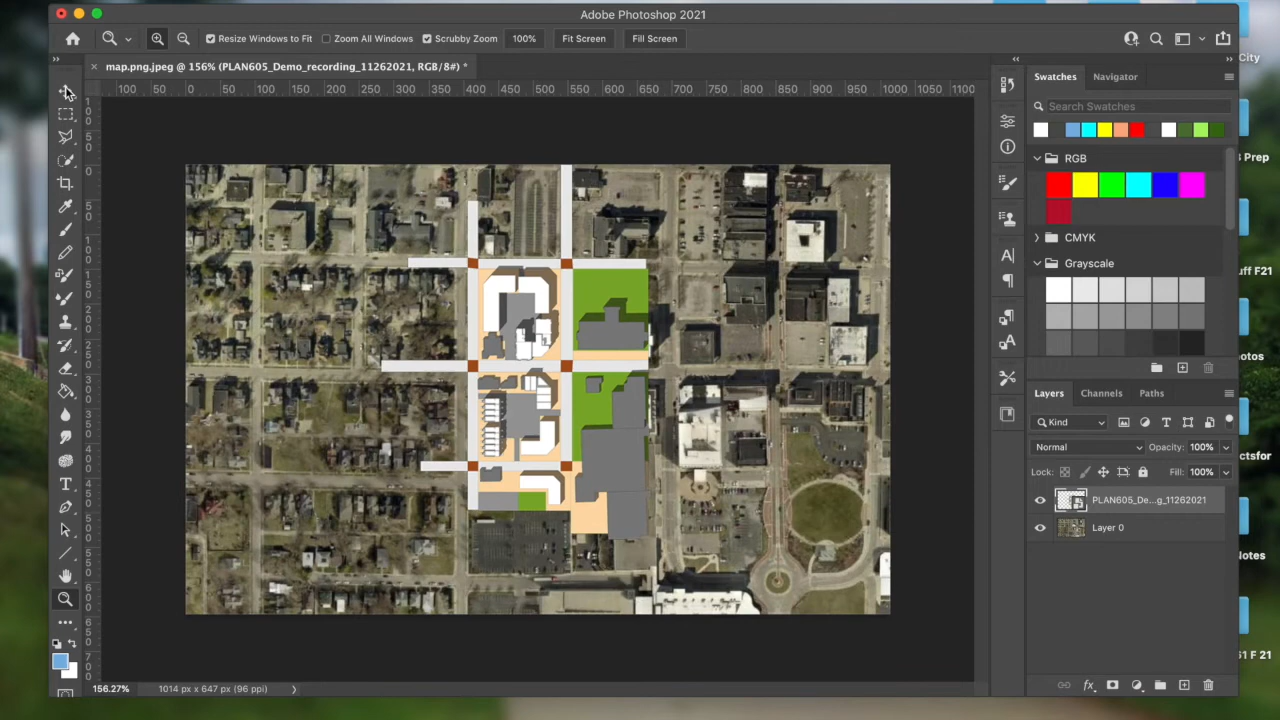 Adobe Photoshop 2021
Resize Windows to Fit Zoom All Windows Scrubby Zoom 100% Fit Screen Fill Screen
City
map.png.jpeg @ 156% (PLAN605_Demo_recording_11262021, RGB/8#) *
Swatches Navigator
100 50 0 50 100 150 200 250 300 350 400 450 500 550 600 650 700 750 800 850 900 950 1000 1050 1100
Search Swatches
RGB
Prep
CMYK
Grayscale
uff F21
hotos
Layers Channels Paths
Kind
Normal Opacity: 100%
ctsfor
Lock: Fill: 100%
PLAN605_De...g_11262021
Layer 0
Notes
61 F 21
156.27% 1014 px x 647 px (96 ppi)